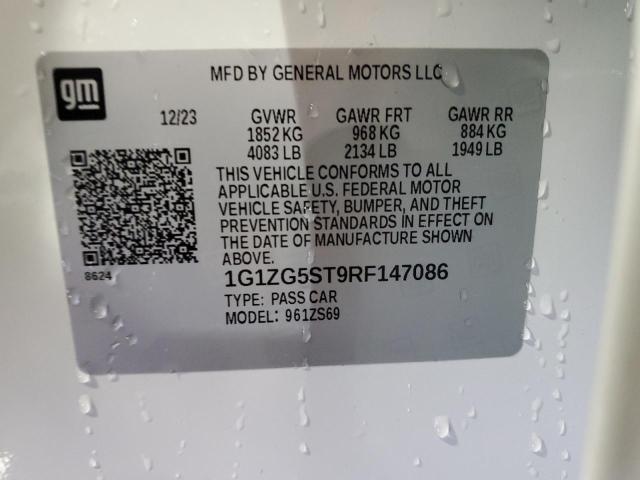 gm
MFD BY GENERAL MOTORS LLC
12/23 GVWR GAWR FRT GAWR RR
1852 KG 968 KG 884 KG
4083 LB 2134 LB 1949 LB
THIS VEHICLE CONFORMS TO ALL
APPLICABLE U.S. FEDERAL MOTOR
VEHICLE SAFETY, BUMPER, AND THEFT
PREVENTION STANDARDS IN EFFECT ON
THE DATE OF MANUFACTURE SHOWN
ABOVE.
8624
1G1ZG5ST9RF147086
TYPE: PASS CAR
MODEL: 961ZS69